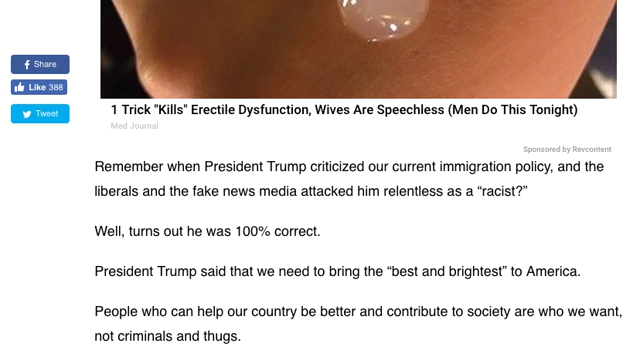 Share
Like 388
Tweet
1 Trick "Kills" Erectile Dysfunction, Wives Are Speechless (Men Do This Tonight)
Med Journal
Sponsored by Revcontent
Remember when President Trump criticized our current immigration policy, and the
liberals and the fake news media attacked him relentless as a “racist?”
Well, turns out he was 100% correct.
President Trump said that we need to bring the “best and brightest” to America.
People who can help our country be better and contribute to society are who we want,
not criminals and thugs.